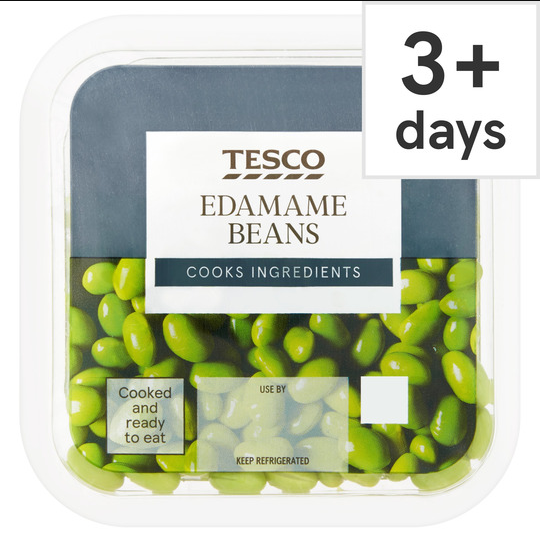 3+
days
TESCO
EDAMAME
BEANS
COOKS INGREDIENTS
Cooked
and
ready
to eat
USE BY
KEEP REFRIGERATED